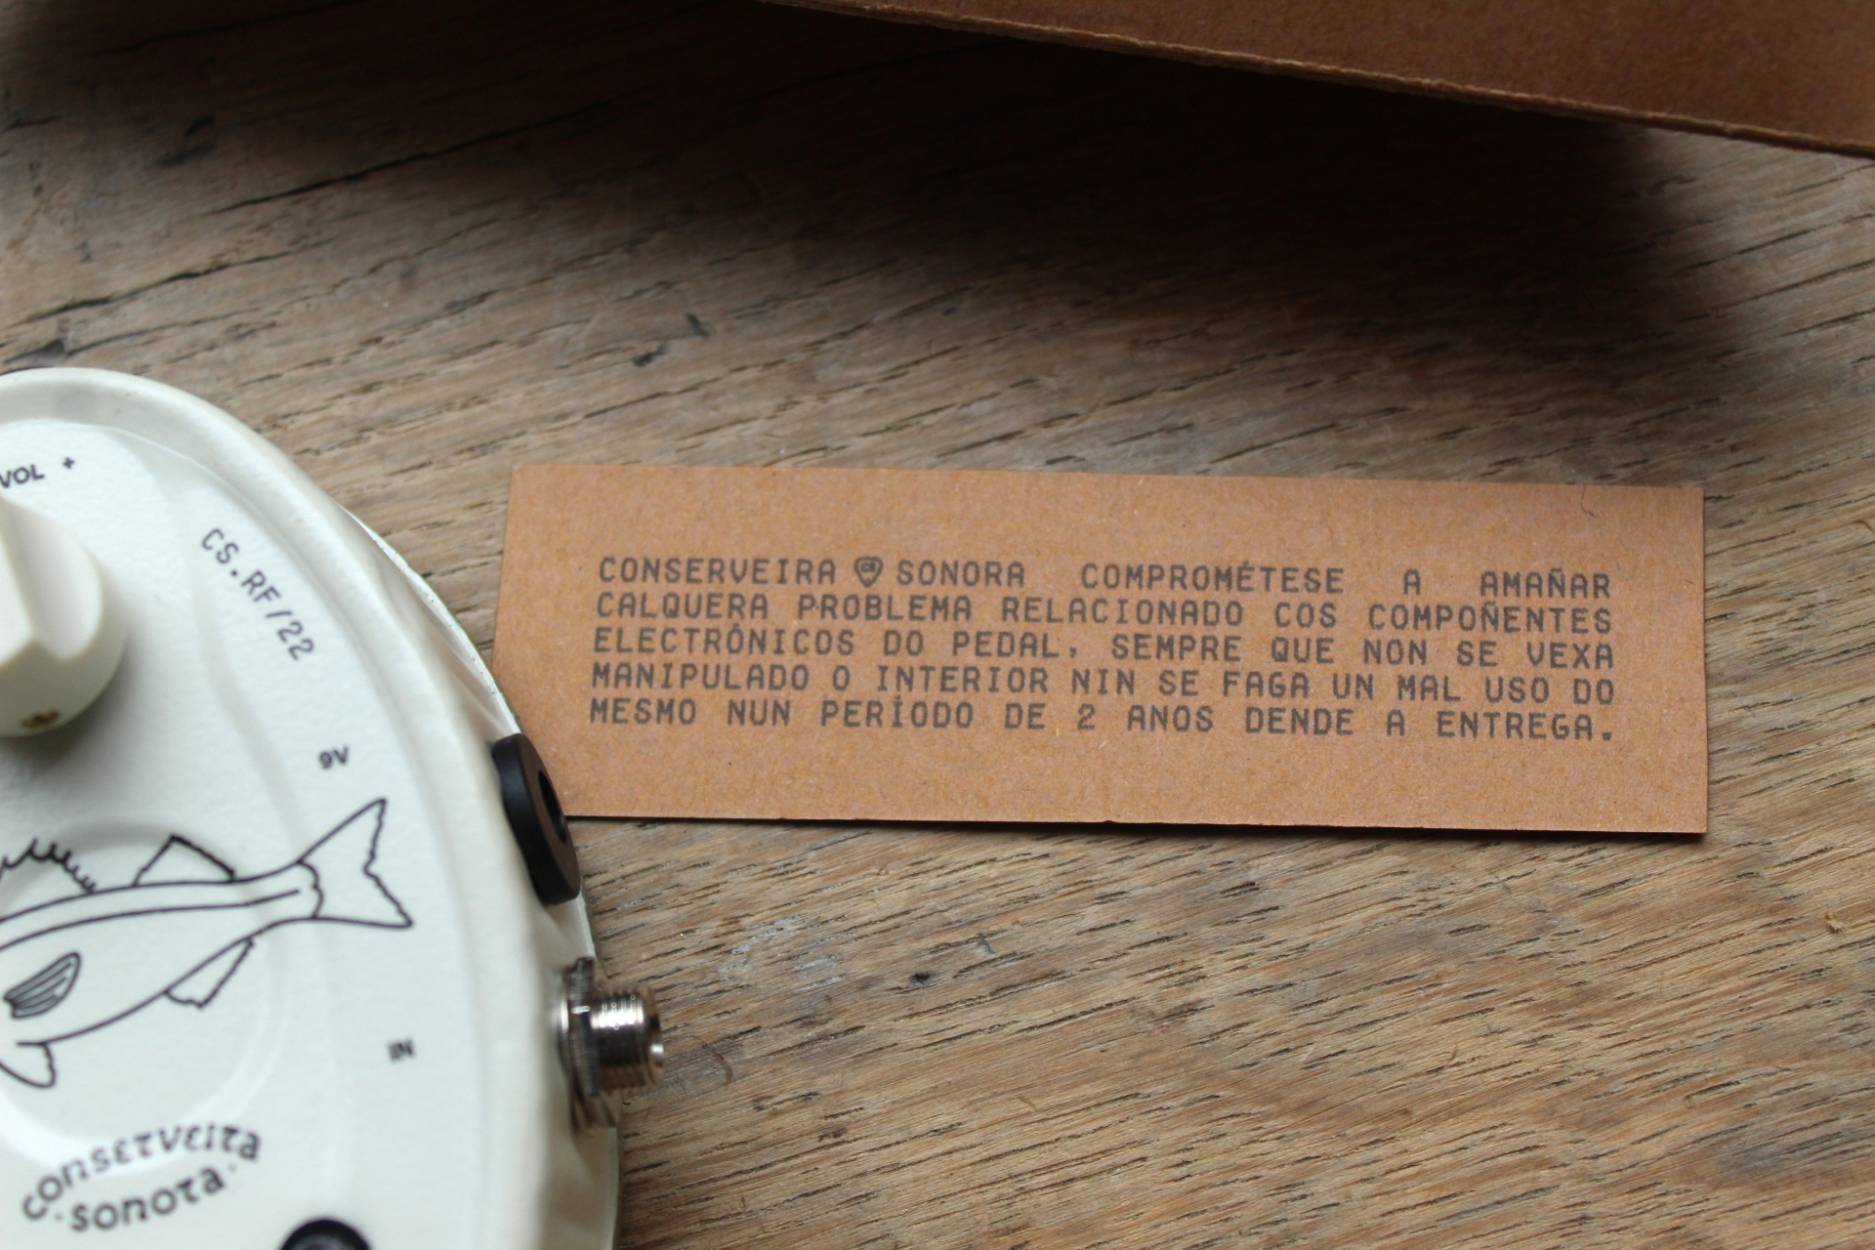 VOL +
CS.RF/22
9V
IN
conserveira
·sonora·
CONSERVEIRA SONORA COMPROMÉTESE A AMAÑAR
CALQUERA PROBLEMA RELACIONADO COS COMPOÑENTES
ELECTRÓNICOS DO PEDAL, SEMPRE QUE NON SE VEXA
MANIPULADO O INTERIOR NIN SE FAGA UN MAL USO DO
MESMO NUN PERÍODO DE 2 ANOS DENDE A ENTREGA.